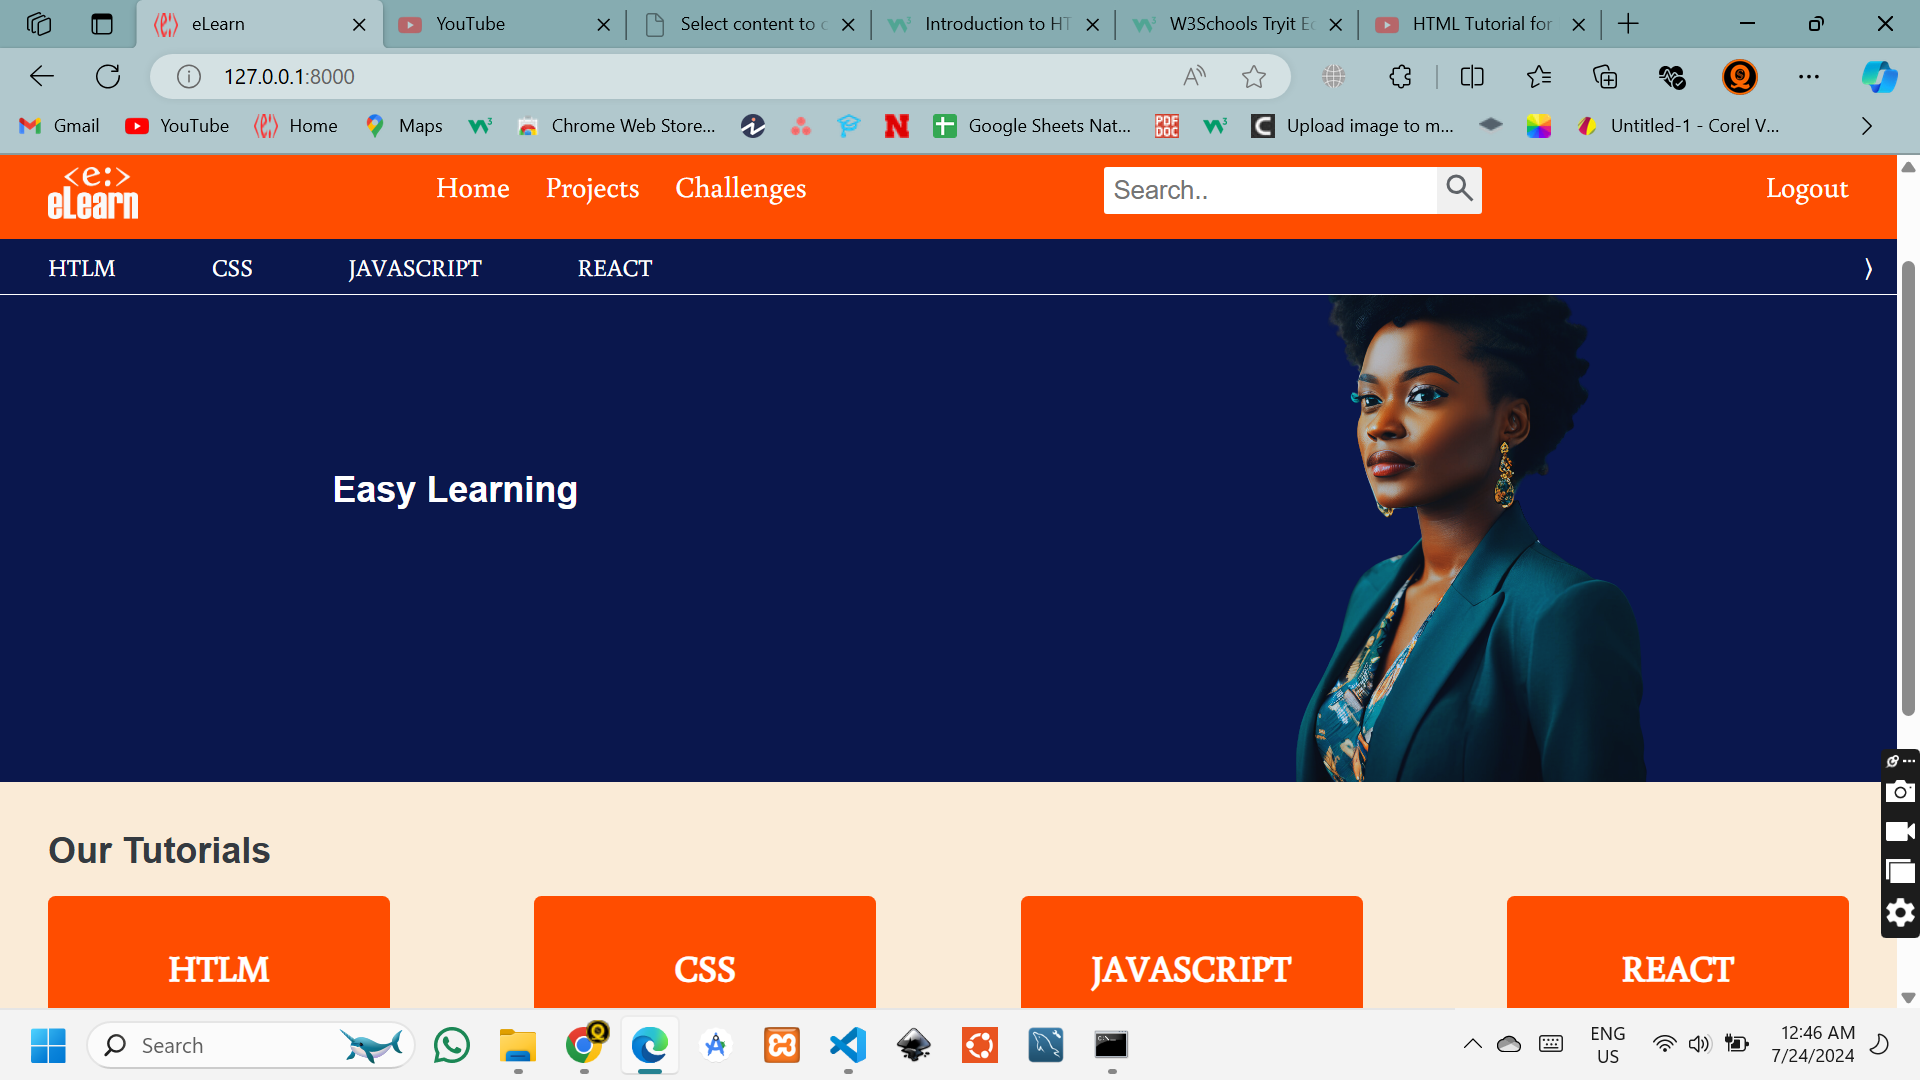 eLearn
YouTube
Select content to c
Introduction to HT
W3Schools Tryit Ec
HTML Tutorial for
127.0.0.1:8000
Gmail
YouTube
Home
Maps
Chrome Web Store...
Google Sheets Nat...
PDF
DOC
Upload image to m...
Untitled-1 - Corel V...
<e:>
eLearn
Home
Projects
Challenges
Search..
Logout
HTLM
CSS
JAVASCRIPT
REACT
Easy Learning
Our Tutorials
HTLM
CSS
JAVASCRIPT
REACT
Search
ENG
US
12:46 AM
7/24/2024